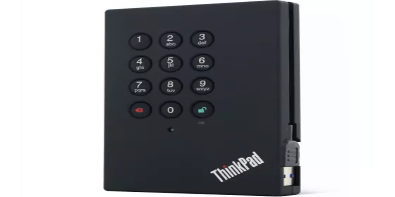 1 2 abc 3 def
4 ghi 5 jkl 6 mno
7 pqrs 8 tuv 9 wxyz
0
ThinkPad